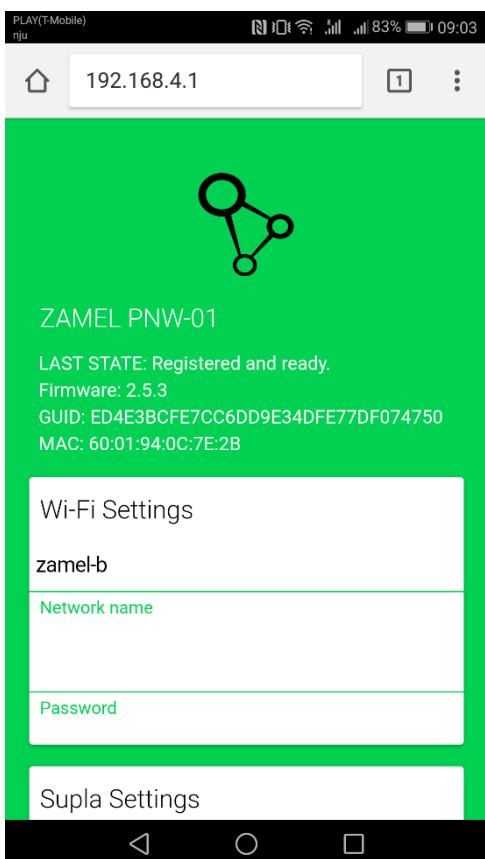 PLAY(T-Mobile)
nju
83%
09:03
192.168.4.1
1
ZAMEL PNW-01
LAST STATE: Registered and ready.
Firmware: 2.5.3
GUID: ED4E3BCFE7CC6DD9E34DFE77DF074750
MAC: 60:01:94:0C:7E:2B
Wi-Fi Settings
zamel-b
Network name
Password
Supla Settings